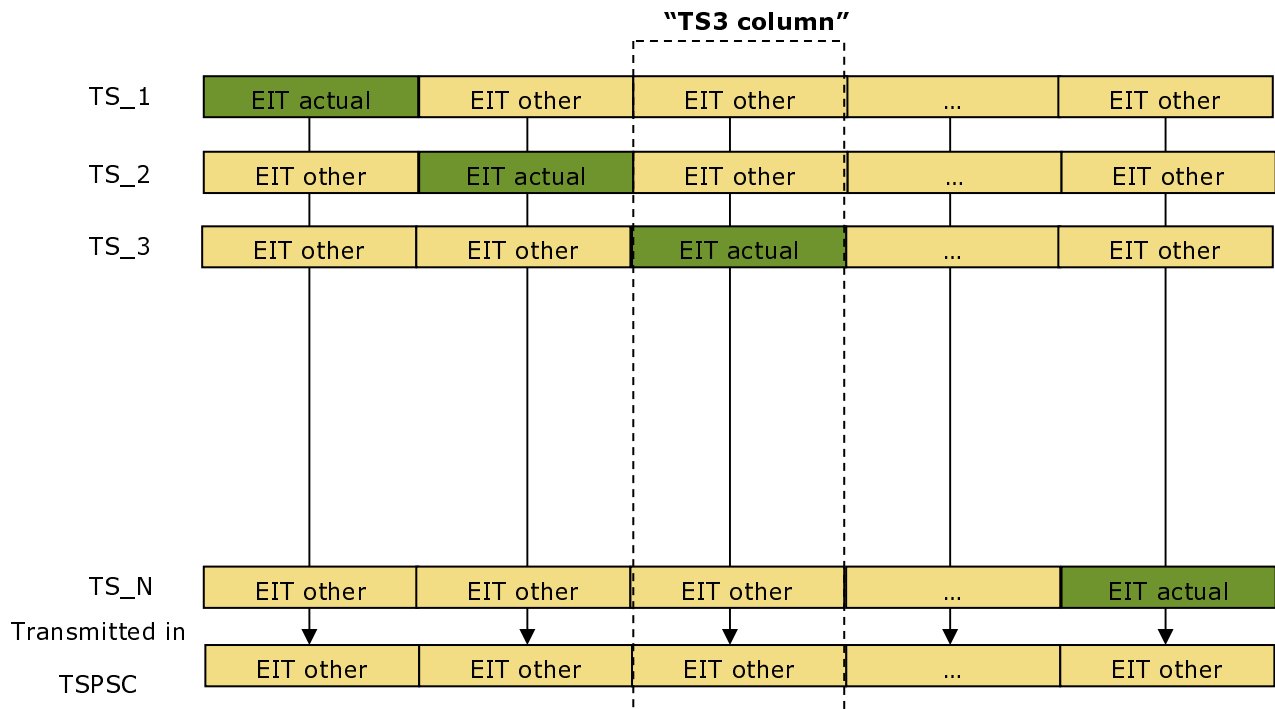 “TS3 column”
TS_1 EIT actual EIT other EIT other ... EIT other
TS_2 EIT other EIT actual EIT other ... EIT other
TS_3 EIT other EIT other EIT actual ... EIT other
TS_N EIT other EIT other EIT other ... EIT actual
Transmitted in
EIT other EIT other EIT other ... EIT other
TSPSC